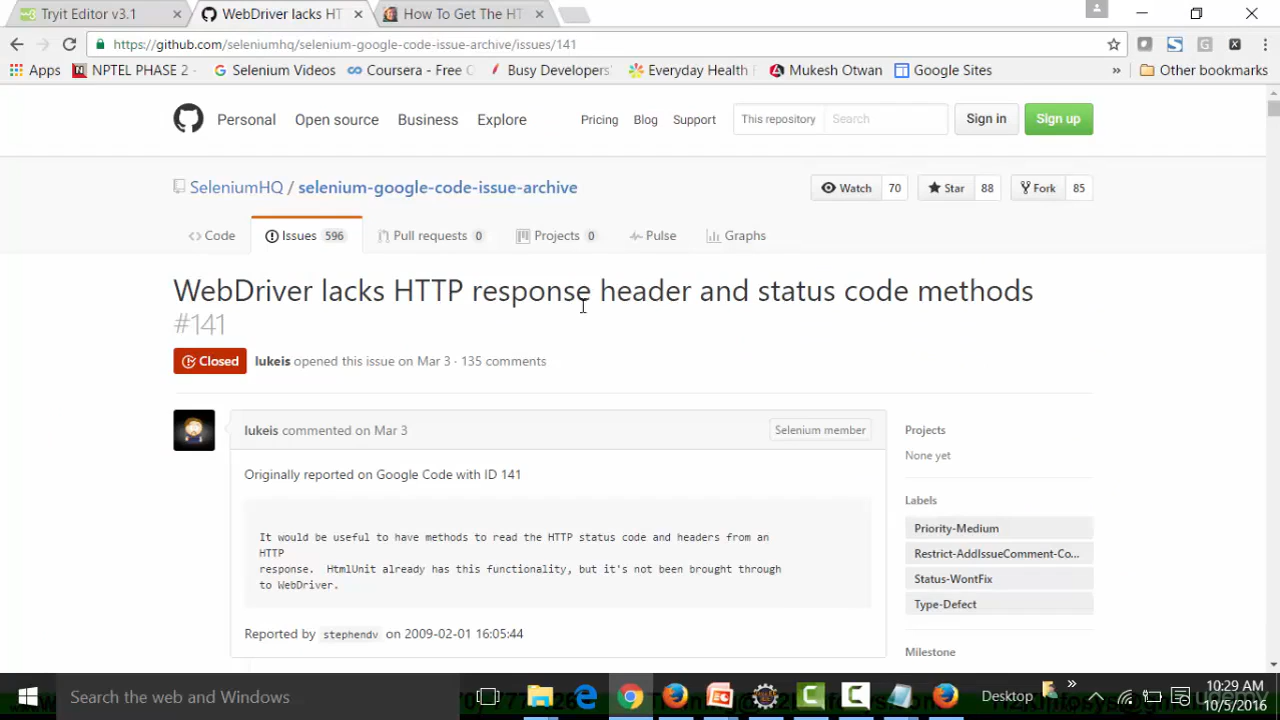 Tryit Editor v3.1
WebDriver lacks HT
How To Get The HT
https://github.com/seleniumhq/selenium-google-code-issue-archive/issues/141
Apps NPTEL PHASE 2 - Selenium Videos Coursera - Free C Busy Developers' Everyday Health Mukesh Otwan Google Sites » Other bookmarks
Personal Open source Business Explore Pricing Blog Support This repository Search Sign in Sign up
SeleniumHQ / selenium-google-code-issue-archive Watch 70 Star 88 Fork 85
Code Issues 596 Pull requests 0 Projects 0 Pulse Graphs
WebDriver lacks HTTP response header and status code methods
#141
Closed lukeis opened this issue on Mar 3 · 135 comments
lukeis commented on Mar 3 Selenium member
Originally reported on Google Code with ID 141
It would be useful to have methods to read the HTTP status code and headers from an
HTTP
response. HtmlUnit already has this functionality, but it's not been brought through
to WebDriver.
Reported by stephendv on 2009-02-01 16:05:44
Projects
None yet
Labels
Priority-Medium
Restrict-AddIssueComment-Co...
Status-WontFix
Type-Defect
Milestone
Search the web and Windows
Desktop »
10:29 AM
10/5/2016